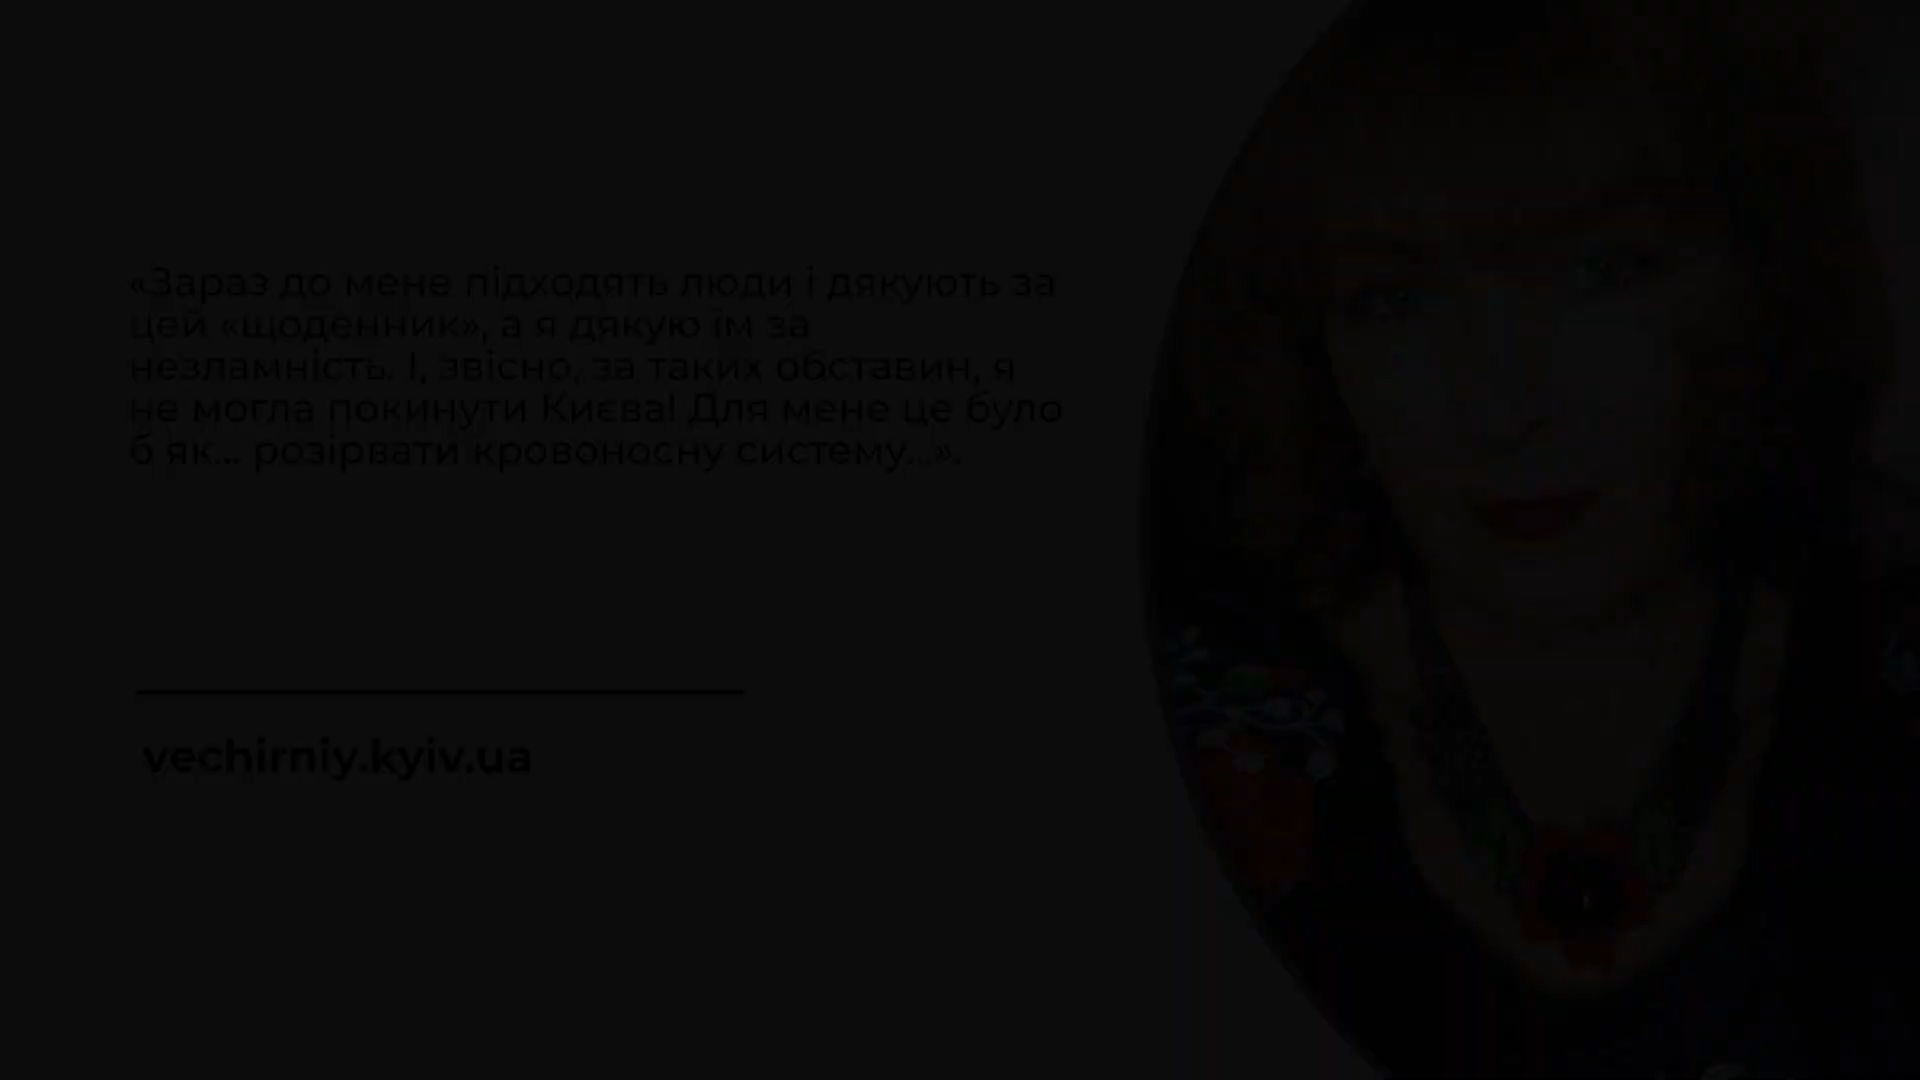 «Зараз до мене підходять люди і дякують за
цей «щоденник», а я дякую їм за
незламність. І, звісно, за таких обставин, я
не могла покинути Києва! Для мене це було
б як... розірвати кровоносну систему...».
vechirniy.kyiv.ua